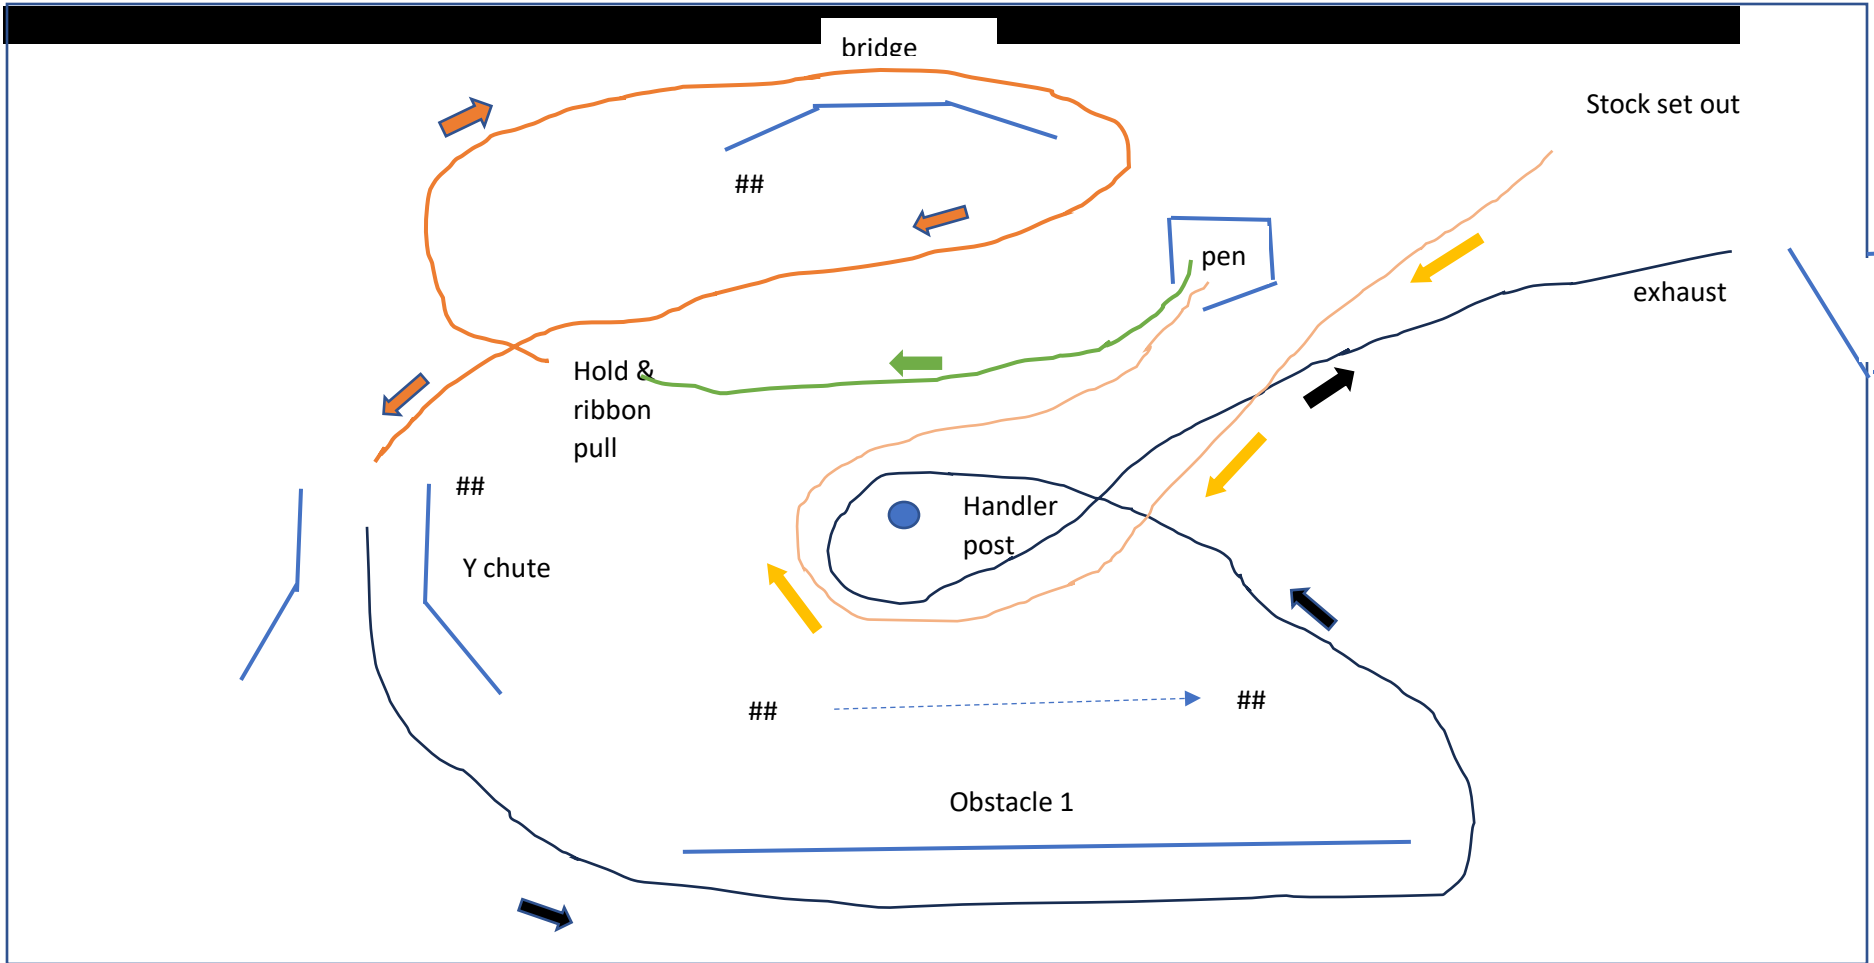 bridge
Stock set out
##
pen
exhaust
Hold &
ribbon
pull
##
Handler
post
Y chute
##
##
Obstacle 1